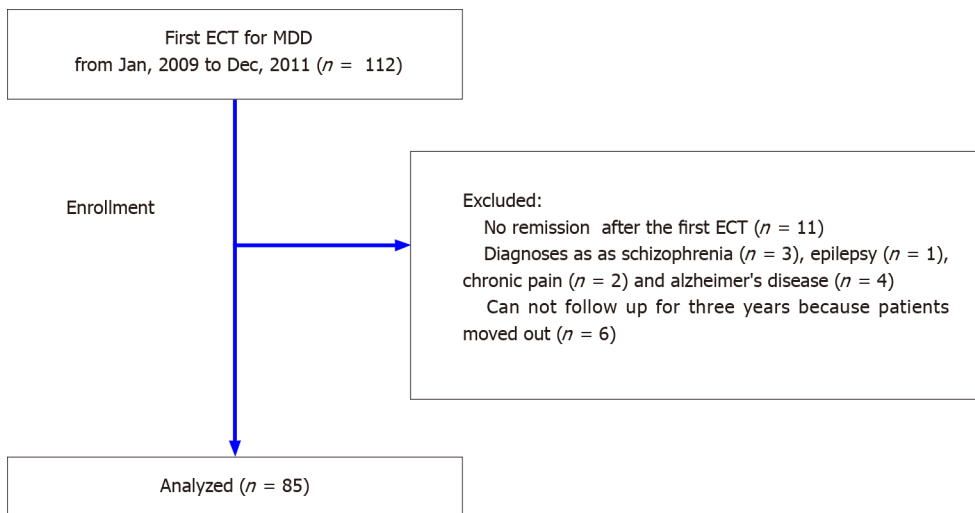 First ECT for MDD
from Jan, 2009 to Dec, 2011 (n = 112)
Enrollment
Excluded:
No remission after the first ECT (n = 11)
Diagnoses as as schizophrenia (n = 3), epilepsy (n = 1),
chronic pain (n = 2) and alzheimer's disease (n = 4)
Can not follow up for three years because patients
moved out (n = 6)
Analyzed (n = 85)